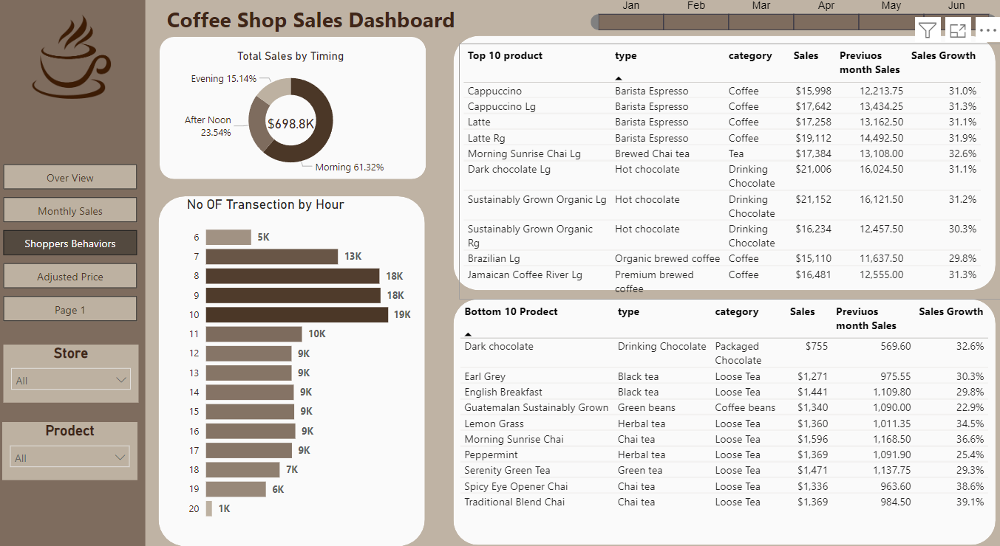 Coffee Shop Sales Dashboard
Jan Feb Mar Apr May Jun
Over View
Monthly Sales
Shoppers Behaviors
Adjusted Price
Page 1
Store
All
Prodect
All
Total Sales by Timing
Evening 15.14%
After Noon
23.54%
$698.8K
Morning 61.32%
No OF Transection by Hour
6 5K
7 13K
8 18K
9 18K
10 19K
11 10K
12 9K
13 9K
14 9K
15 9K
16 9K
17 9K
18 7K
19 6K
20 1K
Top 10 product type category Sales Previuos Sales Growth
month Sales
Cappuccino Barista Espresso Coffee $15,998 12,213.75 31.0%
Cappuccino Lg Barista Espresso Coffee $17,642 13,434.25 31.3%
Latte Barista Espresso Coffee $17,258 13,162.50 31.1%
Latte Rg Barista Espresso Coffee $19,112 14,492.50 31.9%
Morning Sunrise Chai Lg Brewed Chai tea Tea $17,384 13,108.00 32.6%
Dark chocolate Lg Hot chocolate Drinking $21,006 16,024.50 31.1%
Chocolate
Sustainably Grown Organic Lg Hot chocolate Drinking $21,152 16,121.50 31.2%
Chocolate
Sustainably Grown Organic Hot chocolate Drinking $16,234 12,457.50 30.3%
Rg Chocolate
Brazilian Lg Organic brewed coffee Coffee $15,110 11,637.50 29.8%
Jamaican Coffee River Lg Premium brewed Coffee $16,481 12,555.00 31.3%
coffee
Bottom 10 Prodect type category Sales Previuos Sales Growth
month Sales
Dark chocolate Drinking Chocolate Packaged $755 569.60 32.6%
Chocolate
Earl Grey Black tea Loose Tea $1,271 975.55 30.3%
English Breakfast Black tea Loose Tea $1,441 1,109.80 29.8%
Guatemalan Sustainably Grown Green beans Coffee beans $1,340 1,090.00 22.9%
Lemon Grass Herbal tea Loose Tea $1,360 1,011.35 34.5%
Morning Sunrise Chai Chai tea Loose Tea $1,596 1,168.50 36.6%
Peppermint Herbal tea Loose Tea $1,369 1,091.90 25.4%
Serenity Green Tea Green tea Loose Tea $1,471 1,137.75 29.3%
Spicy Eye Opener Chai Chai tea Loose Tea $1,336 963.60 38.6%
Traditional Blend Chai Chai tea Loose Tea $1,369 984.50 39.1%